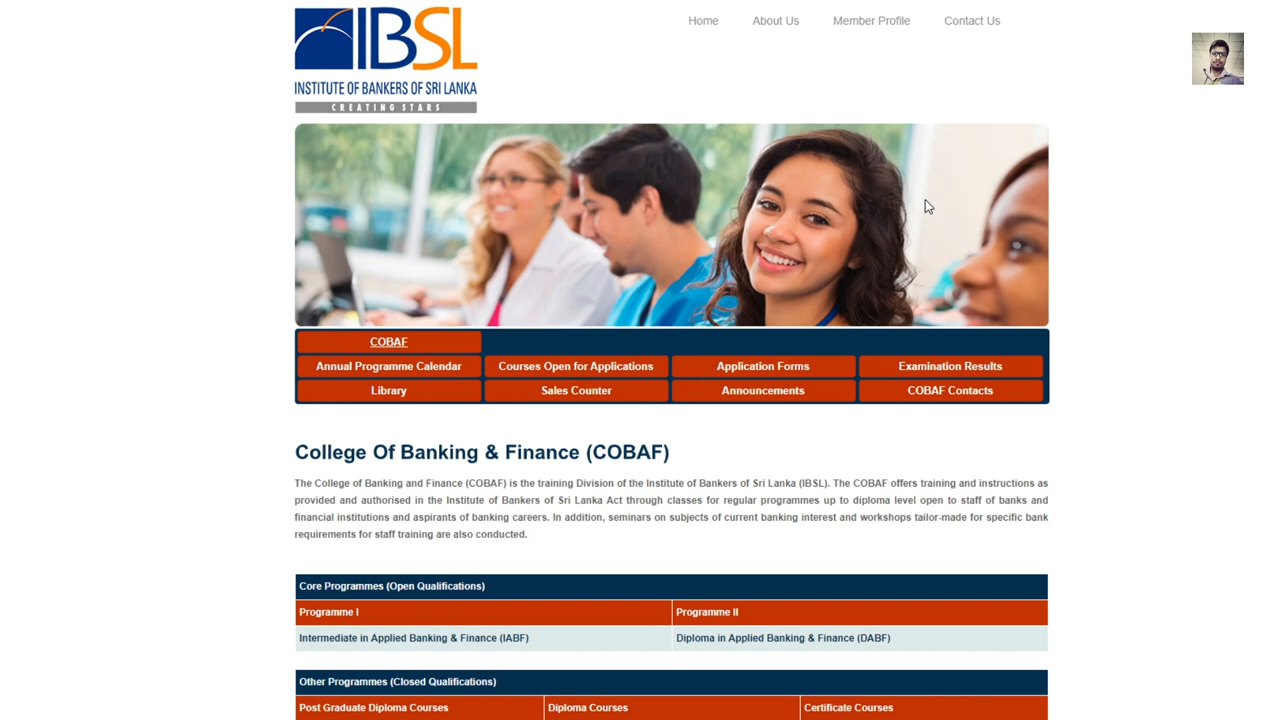 IBSL
INSTITUTE OF BANKERS OF SRI LANKA
CREATING STARS
Home About Us Member Profile Contact Us
COBAF
Annual Programme Calendar Courses Open for Applications Application Forms Examination Results
Library Sales Counter Announcements COBAF Contacts
College Of Banking & Finance (COBAF)
The College of Banking and Finance (COBAF) is the training Division of the Institute of Bankers of Sri Lanka (IBSL). The COBAF offers training and instructions as
provided and authorised in the Institute of Bankers of Sri Lanka Act through classes for regular programmes up to diploma level open to staff of banks and
financial institutions and aspirants of banking careers. In addition, seminars on subjects of current banking interest and workshops tailor-made for specific bank
requirements for staff training are also conducted.
Core Programmes (Open Qualifications)
Programme I Programme II
Intermediate in Applied Banking & Finance (IABF) Diploma in Applied Banking & Finance (DABF)
Other Programmes (Closed Qualifications)
Post Graduate Diploma Courses Diploma Courses Certificate Courses